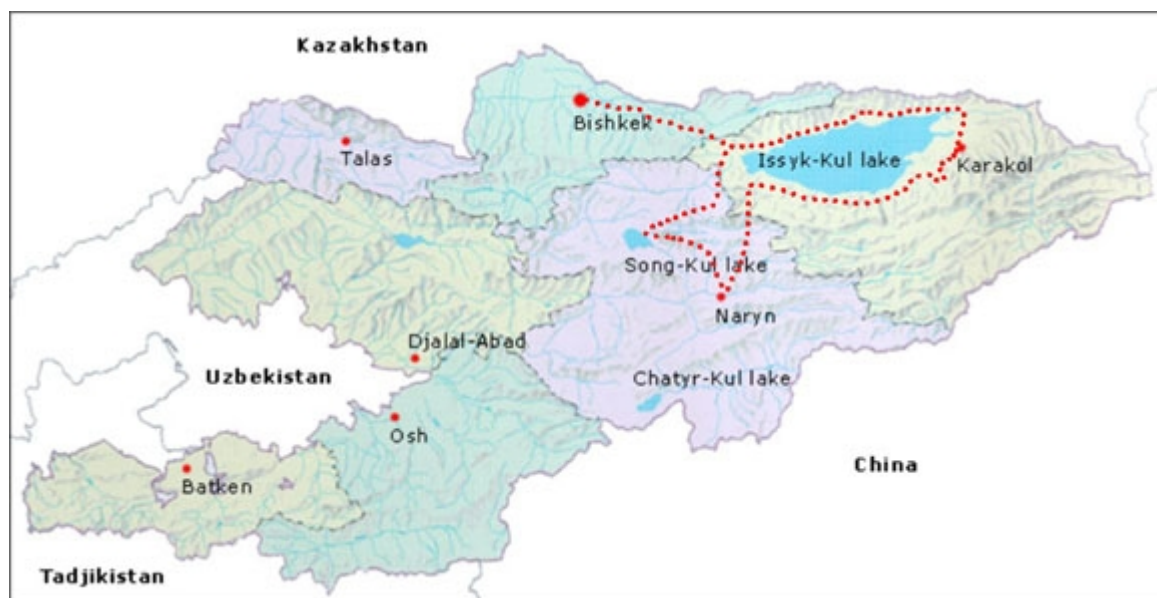 Kazakhstan
Bishkek
Talas
Issyk-Kul lake
Karakol
Song-Kul lake
Naryn
Djalal-Abad
Uzbekistan
Chatyr-Kul lake
Osh
China
Batken
Tadjikistan